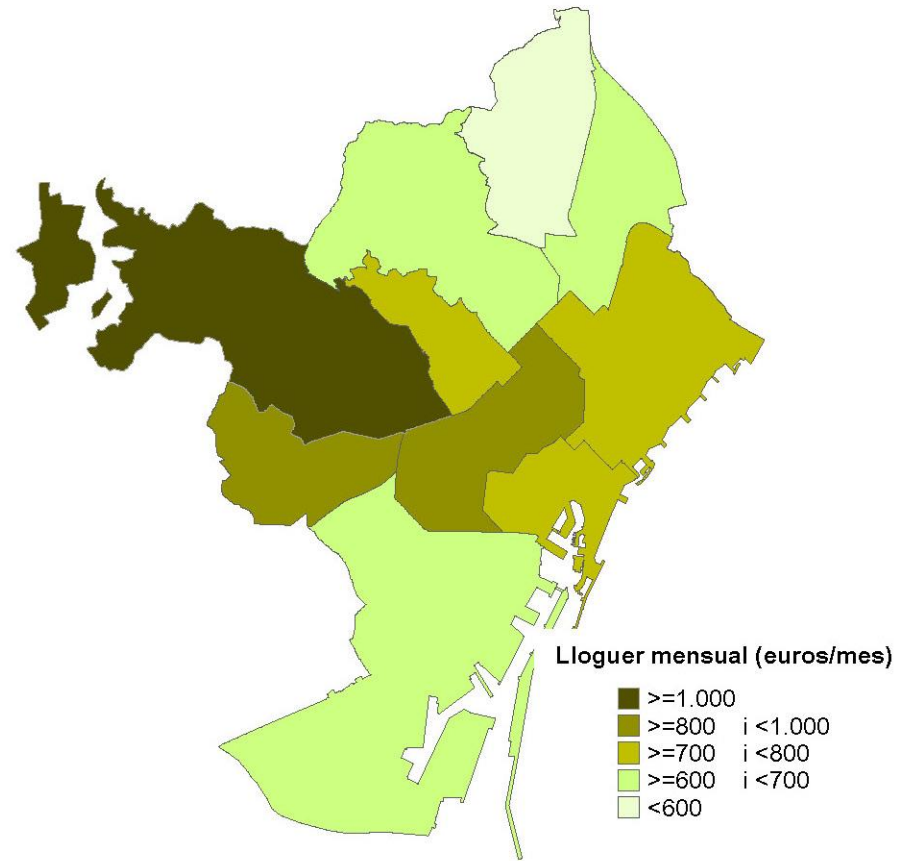 Lloguer mensual (euros/mes)
>=1.000
>=800 i <1.000
>=700 i <800
>=600 i <700
<600